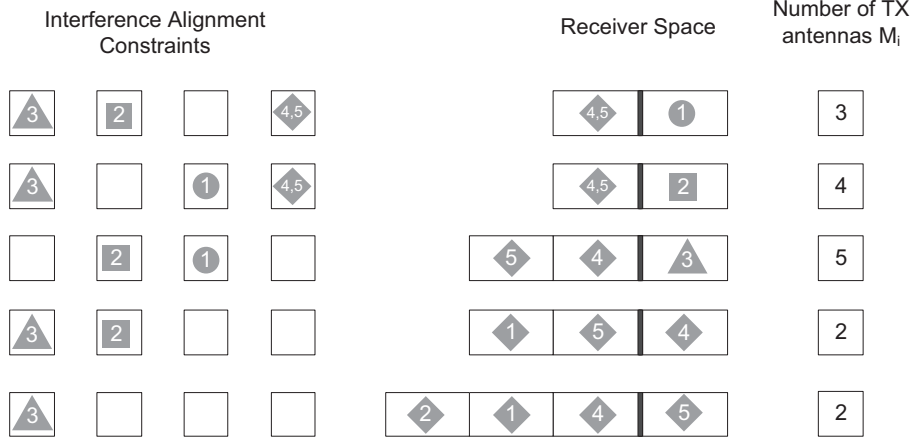 Interference Alignment
Constraints
Receiver Space
Number of TX
antennas Mi
3 2 4,5 4,5 1 3
3 1 4,5 4,5 2 4
2 1 5 4 3 5
3 2 1 5 4 2
3 2 1 4 5 2